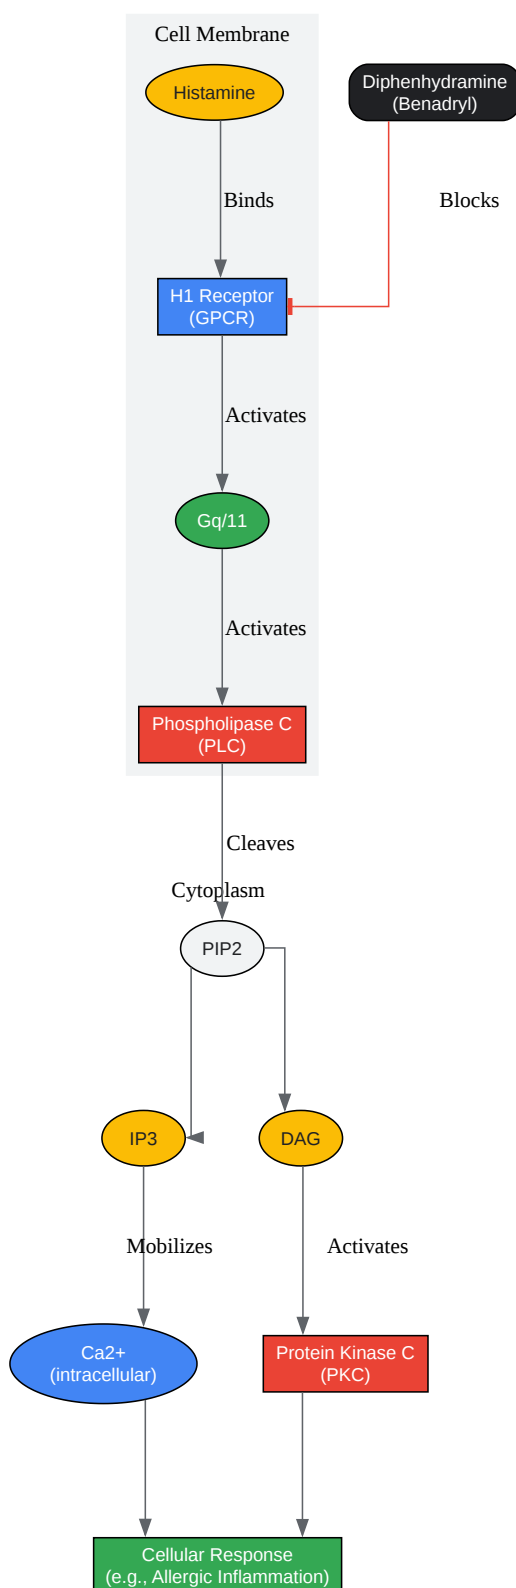 Cell Membrane
Histamine
Diphenhydramine
(Benadryl)
Binds
Blocks
H1 Receptor
(GPCR)
Activates
Gq/11
Activates
Phospholipase C
(PLC)
Cleaves
Cytoplasm
PIP2
IP3
DAG
Mobilizes
Activates
Ca2+
(intracellular)
Protein Kinase C
(PKC)
Cellular Response
(e.g., Allergic Inflammation)